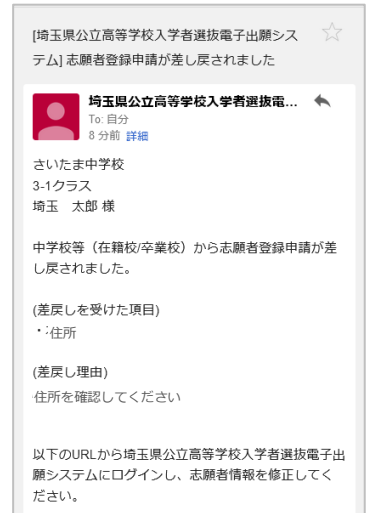 [埼玉県公立高等学校入学者選抜電子出願シス
テム] 志願者登録申請が差し戻されました
埼玉県公立高等学校入学者選抜電...
To: 自分
8 分前 詳細
さいたま中学校
3-1クラス
埼玉　太郎 様
中学校等（在籍校/卒業校）から志願者登録申請が差
し戻されました。
(差戻しを受けた項目)
・住所
(差戻し理由)
住所を確認してください
以下のURLから埼玉県公立高等学校入学者選抜電子出
願システムにログインし、志願者情報を修正してく
ださい。